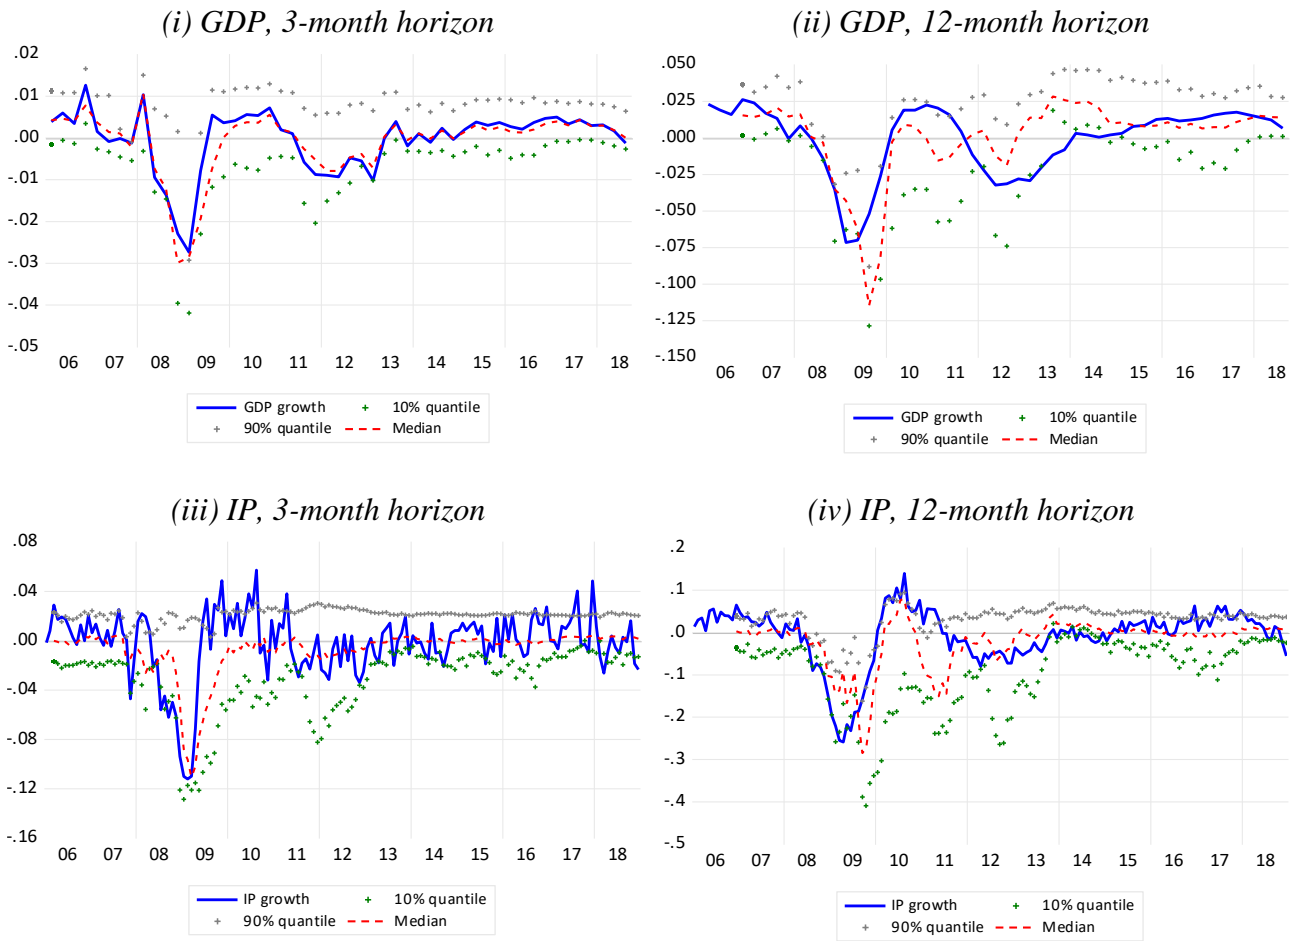 (i) GDP, 3-month horizon
.02
.01
.00
-.01
-.02
-.03
-.04
-.05
06 07 08 09 10 11 12 13 14 15 16 17 18
GDP growth + 10% quantile
+ 90% quantile Median
(ii) GDP, 12-month horizon
.050
.025
.000
-.025
-.050
-.075
-.100
-.125
-.150
06 07 08 09 10 11 12 13 14 15 16 17 18
GDP growth + 10% quantile
+ 90% quantile Median
(iii) IP, 3-month horizon
.08
.04
.00
-.04
-.08
-.12
-.16
06 07 08 09 10 11 12 13 14 15 16 17 18
IP growth + 10% quantile
+ 90% quantile Median
(iv) IP, 12-month horizon
.2
.1
.0
-.1
-.2
-.3
-.4
-.5
06 07 08 09 10 11 12 13 14 15 16 17 18
IP growth + 10% quantile
+ 90% quantile Median